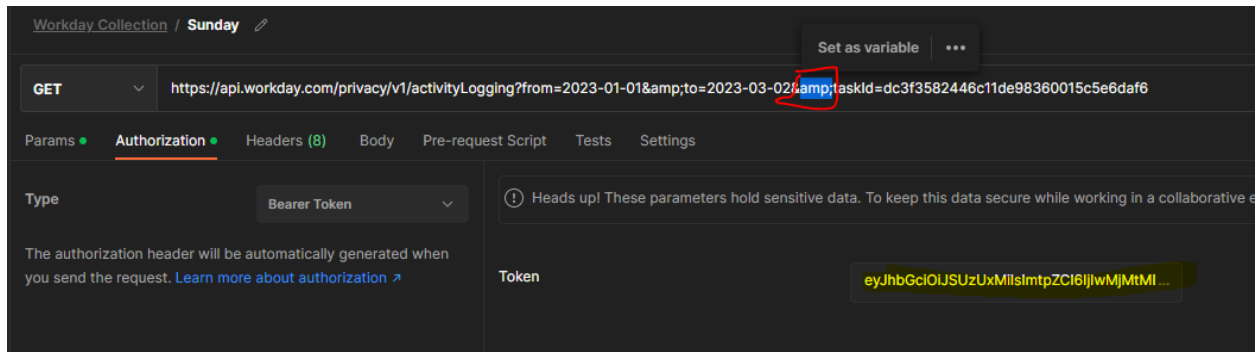 Workday Collection / Sunday
Set as variable
GET https://api.workday.com/privacy/v1/activityLogging?from=2023-01-01&amp;to=2023-03-02&amp;taskId=dc3f3582446c11de98360015c5e6daf6
Params Authorization Headers (8) Body Pre-request Script Tests Settings
Type Bearer Token
Heads up! These parameters hold sensitive data. To keep this data secure while working in a collaborative e
The authorization header will be automatically generated when
you send the request. Learn more about authorization ↗
Token eyJhbGciOiJSUzUxMiIsImtpZCI6IjIwMjMtMI...